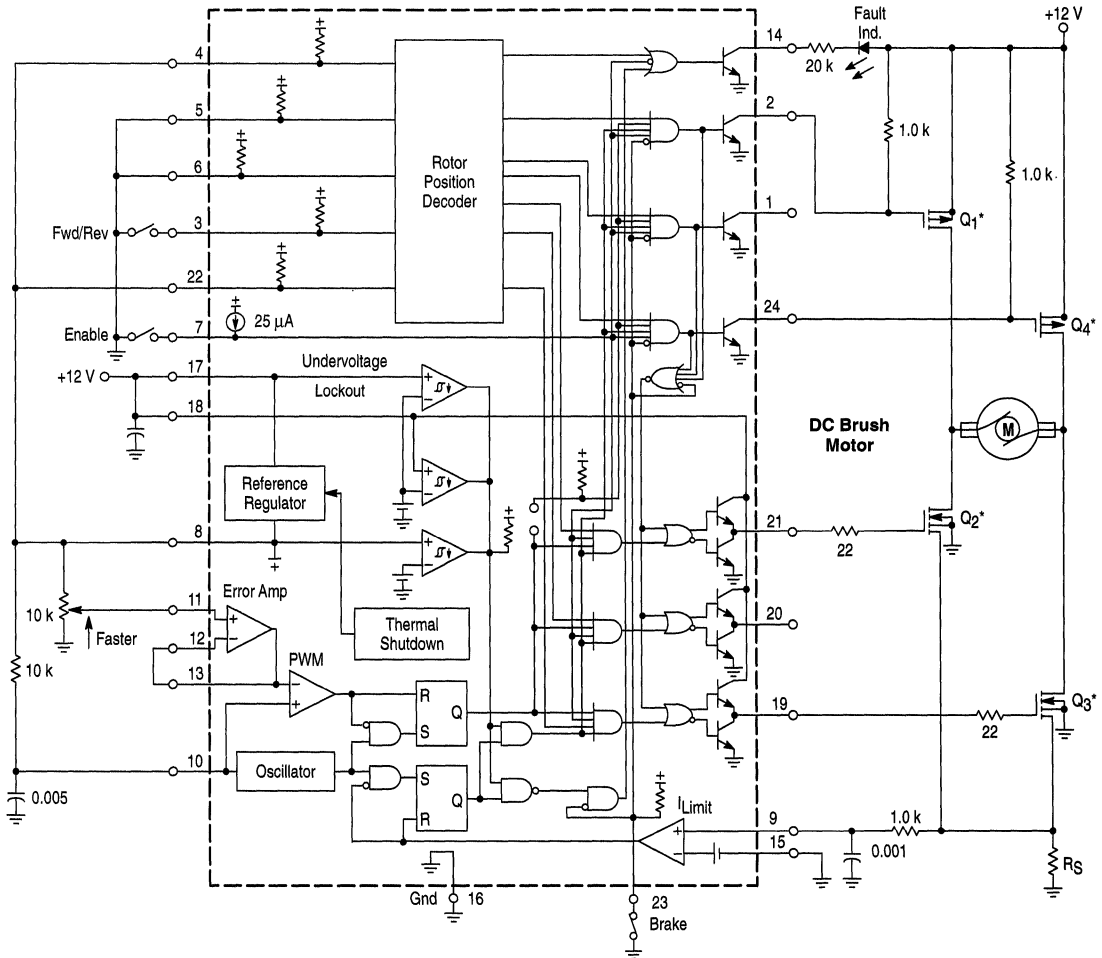 Fault
Ind.
+12 V
4
14
20 k
5
2
1.0 k
1.0 k
6
Rotor
Position
Decoder
Fwd/Rev
3
1
Q1*
22
Enable
7
25 μA
24
Q4*
+12 V
17
Undervoltage
Lockout
18
DC Brush
Motor
M
Reference
Regulator
8
21
22
Q2*
Error Amp
10 k
11
Faster
12
Thermal
Shutdown
20
13
10 k
PWM
R
Q
S
19
22
Q3*
10
Oscillator
S
Q
R
0.005
ILimit
9
1.0 k
15
0.001
RS
Gnd
16
23
Brake